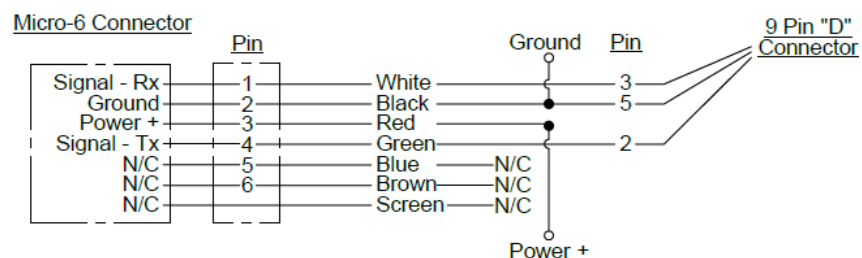 Micro-6 Connector
Pin
Ground
Pin
9 Pin "D"
Connector
Signal - Rx 1 White 3
Ground 2 Black 5
Power + 3 Red
Signal - Tx 4 Green 2
N/C 5 Blue N/C
N/C 6 Brown N/C
N/C Screen N/C
Power +